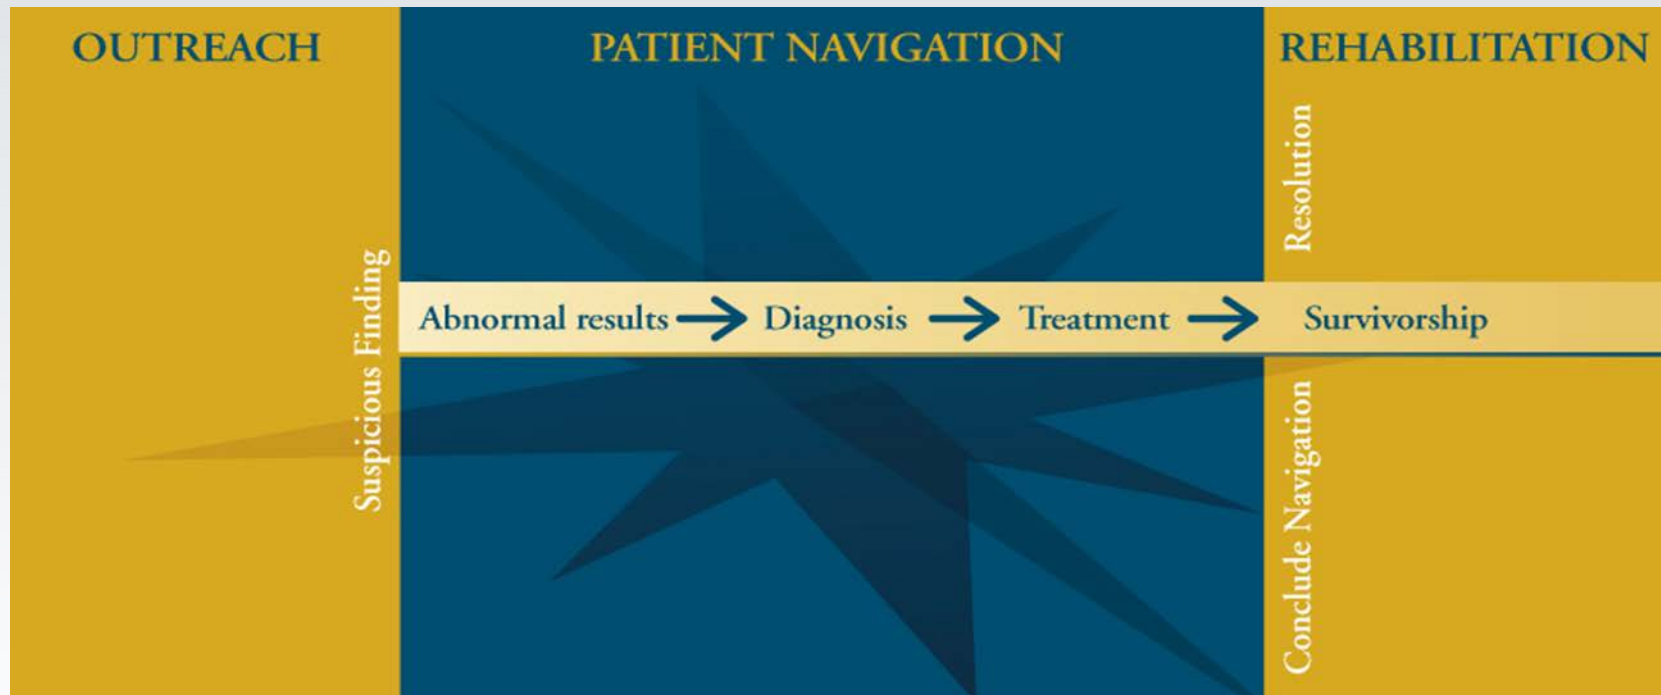 OUTREACH
PATIENT NAVIGATION
REHABILITATION
Suspicious Finding
Abnormal results
Diagnosis
Treatment
Survivorship
Resolution
Conclude Navigation